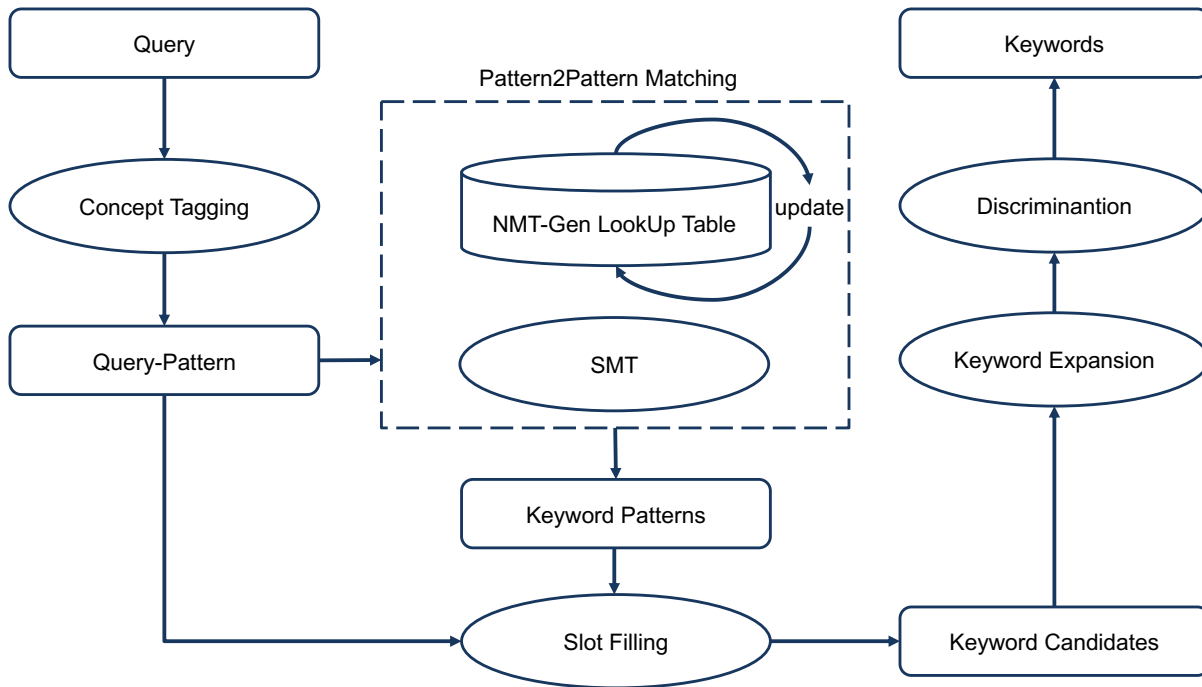 Query
Keywords
Pattern2Pattern Matching
Concept Tagging
NMT-Gen LookUp Table
update
Discriminantion
Query-Pattern
SMT
Keyword Expansion
Keyword Patterns
Slot Filling
Keyword Candidates